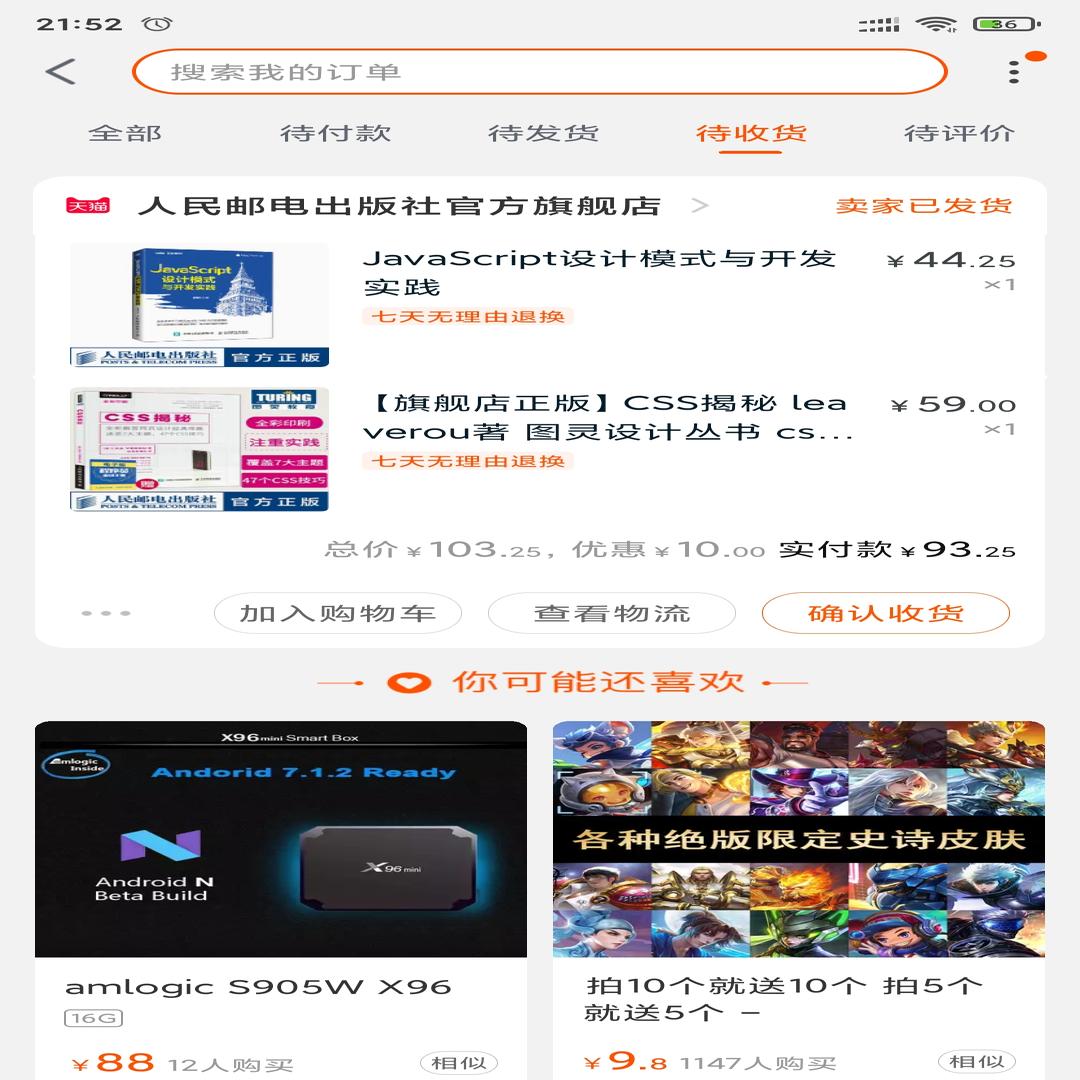 21:52
36
搜索我的订单
全部 待付款 待发货 待收货 待评价
天猫 人民邮电出版社官方旗舰店 > 卖家已发货
JavaScript设计模式与开发 ¥44.25
实践 ×1
七天无理由退换
JavaScript
设计模式
与开发实践
人民邮电出版社 官方正版
POSTS & TELECOM PRESS
【旗舰店正版】CSS揭秘 lea ¥59.00
verou著 图灵设计丛书 cs... ×1
七天无理由退换
CSS揭秘
TURING
图灵教育
全彩印刷
注重实践
覆盖7大主题
47个CSS技巧
赠
人民邮电出版社 官方正版
POSTS & TELECOM PRESS
总价¥103.25，优惠¥10.00 实付款¥93.25
加入购物车 查看物流 确认收货
你可能还喜欢
X96mini Smart Box
amlogic
Inside
Andorid 7.1.2 Ready
Android N
Beta Build
X96 mini
各种绝版限定史诗皮肤
amlogic S905W X96
16G
¥88 12人购买 相似
拍10个就送10个 拍5个
就送5个 –
¥9.8 1147人购买 相似